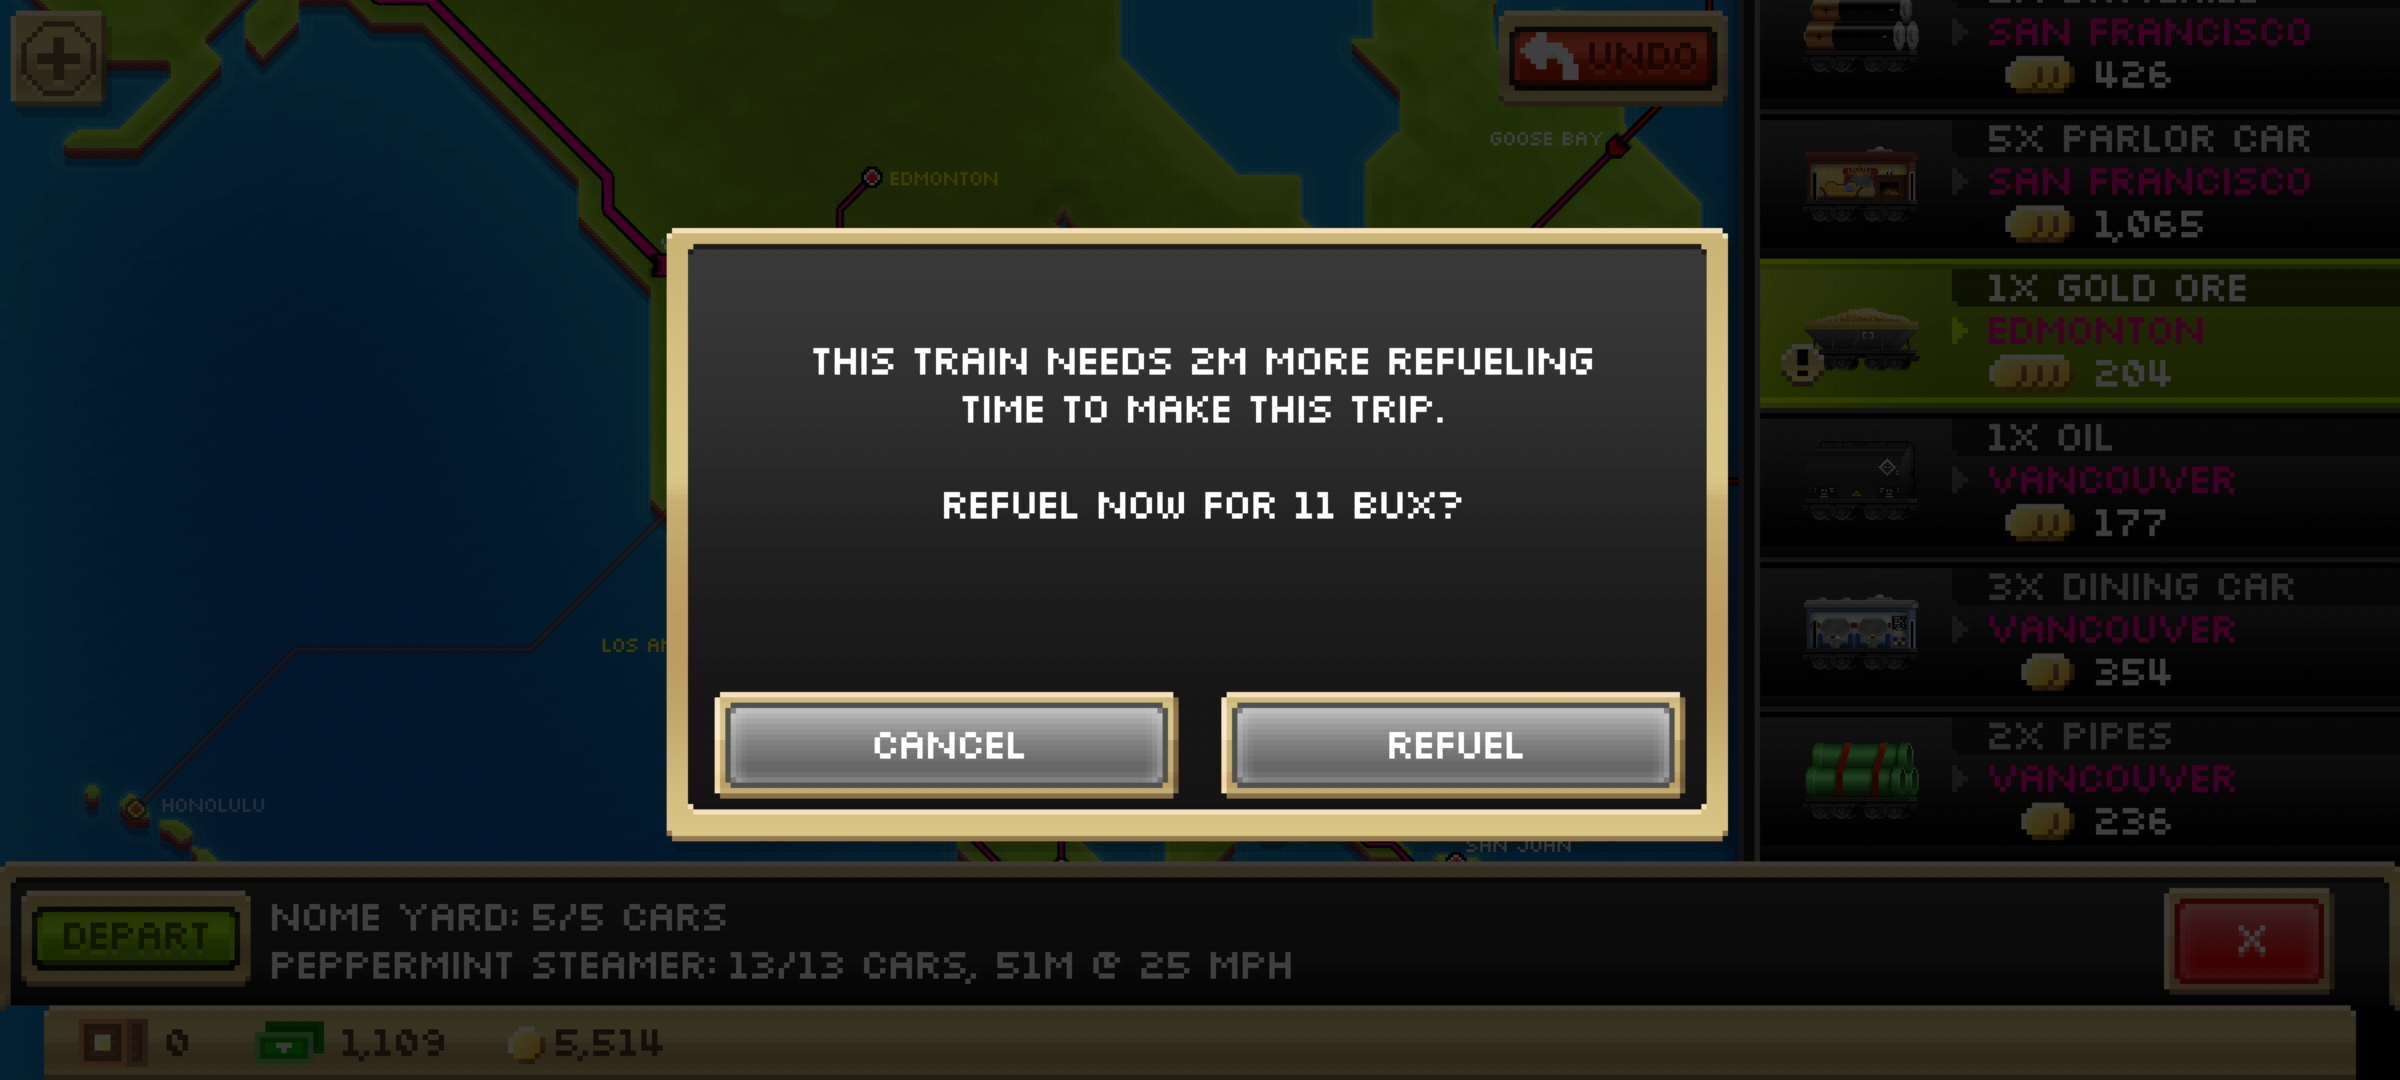 UNDO
GOOSE BAY
EDMONTON
LOS AN
HONOLULU
SAN JUAN
THIS TRAIN NEEDS 2M MORE REFUELING
TIME TO MAKE THIS TRIP.
REFUEL NOW FOR 11 BUX?
CANCEL
REFUEL
SAN FRANCISCO
426
5X PARLOR CAR
SAN FRANCISCO
1,065
1X GOLD ORE
EDMONTON
204
1X OIL
VANCOUVER
177
3X DINING CAR
VANCOUVER
354
2X PIPES
VANCOUVER
236
DEPART
NOME YARD: 5/5 CARS
PEPPERMINT STEAMER: 13/13 CARS, 51M @ 25 MPH
X
0
1,109
5,514